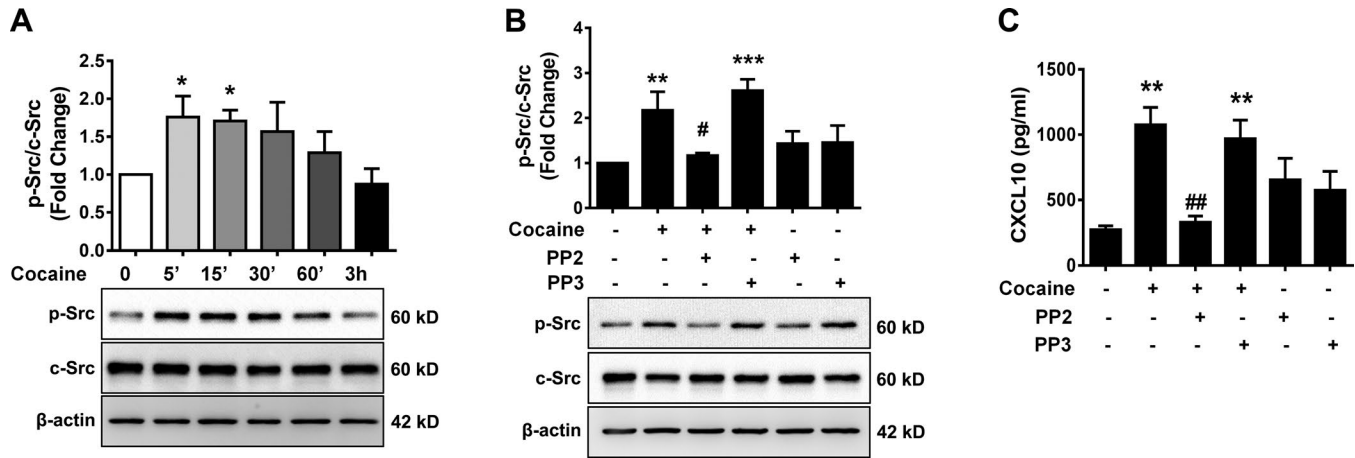 A
p-Src/c-Src
(Fold Change)
2.5
2.0
1.5
1.0
0.5
0.0
* *
Cocaine 0 5’ 15’ 30’ 60’ 3h
p-Src 60 kD
c-Src 60 kD
β-actin 42 kD
B
p-Src/c-Src
(Fold Change)
4
3
2
1
0
** # ***
Cocaine - + + + - -
PP2 - - + - + -
PP3 - - - + - +
p-Src 60 kD
c-Src 60 kD
β-actin 42 kD
C
CXCL10 (pg/ml)
1500
1000
500
0
** ## **
Cocaine - + + + - -
PP2 - - + - + -
PP3 - - - + - +